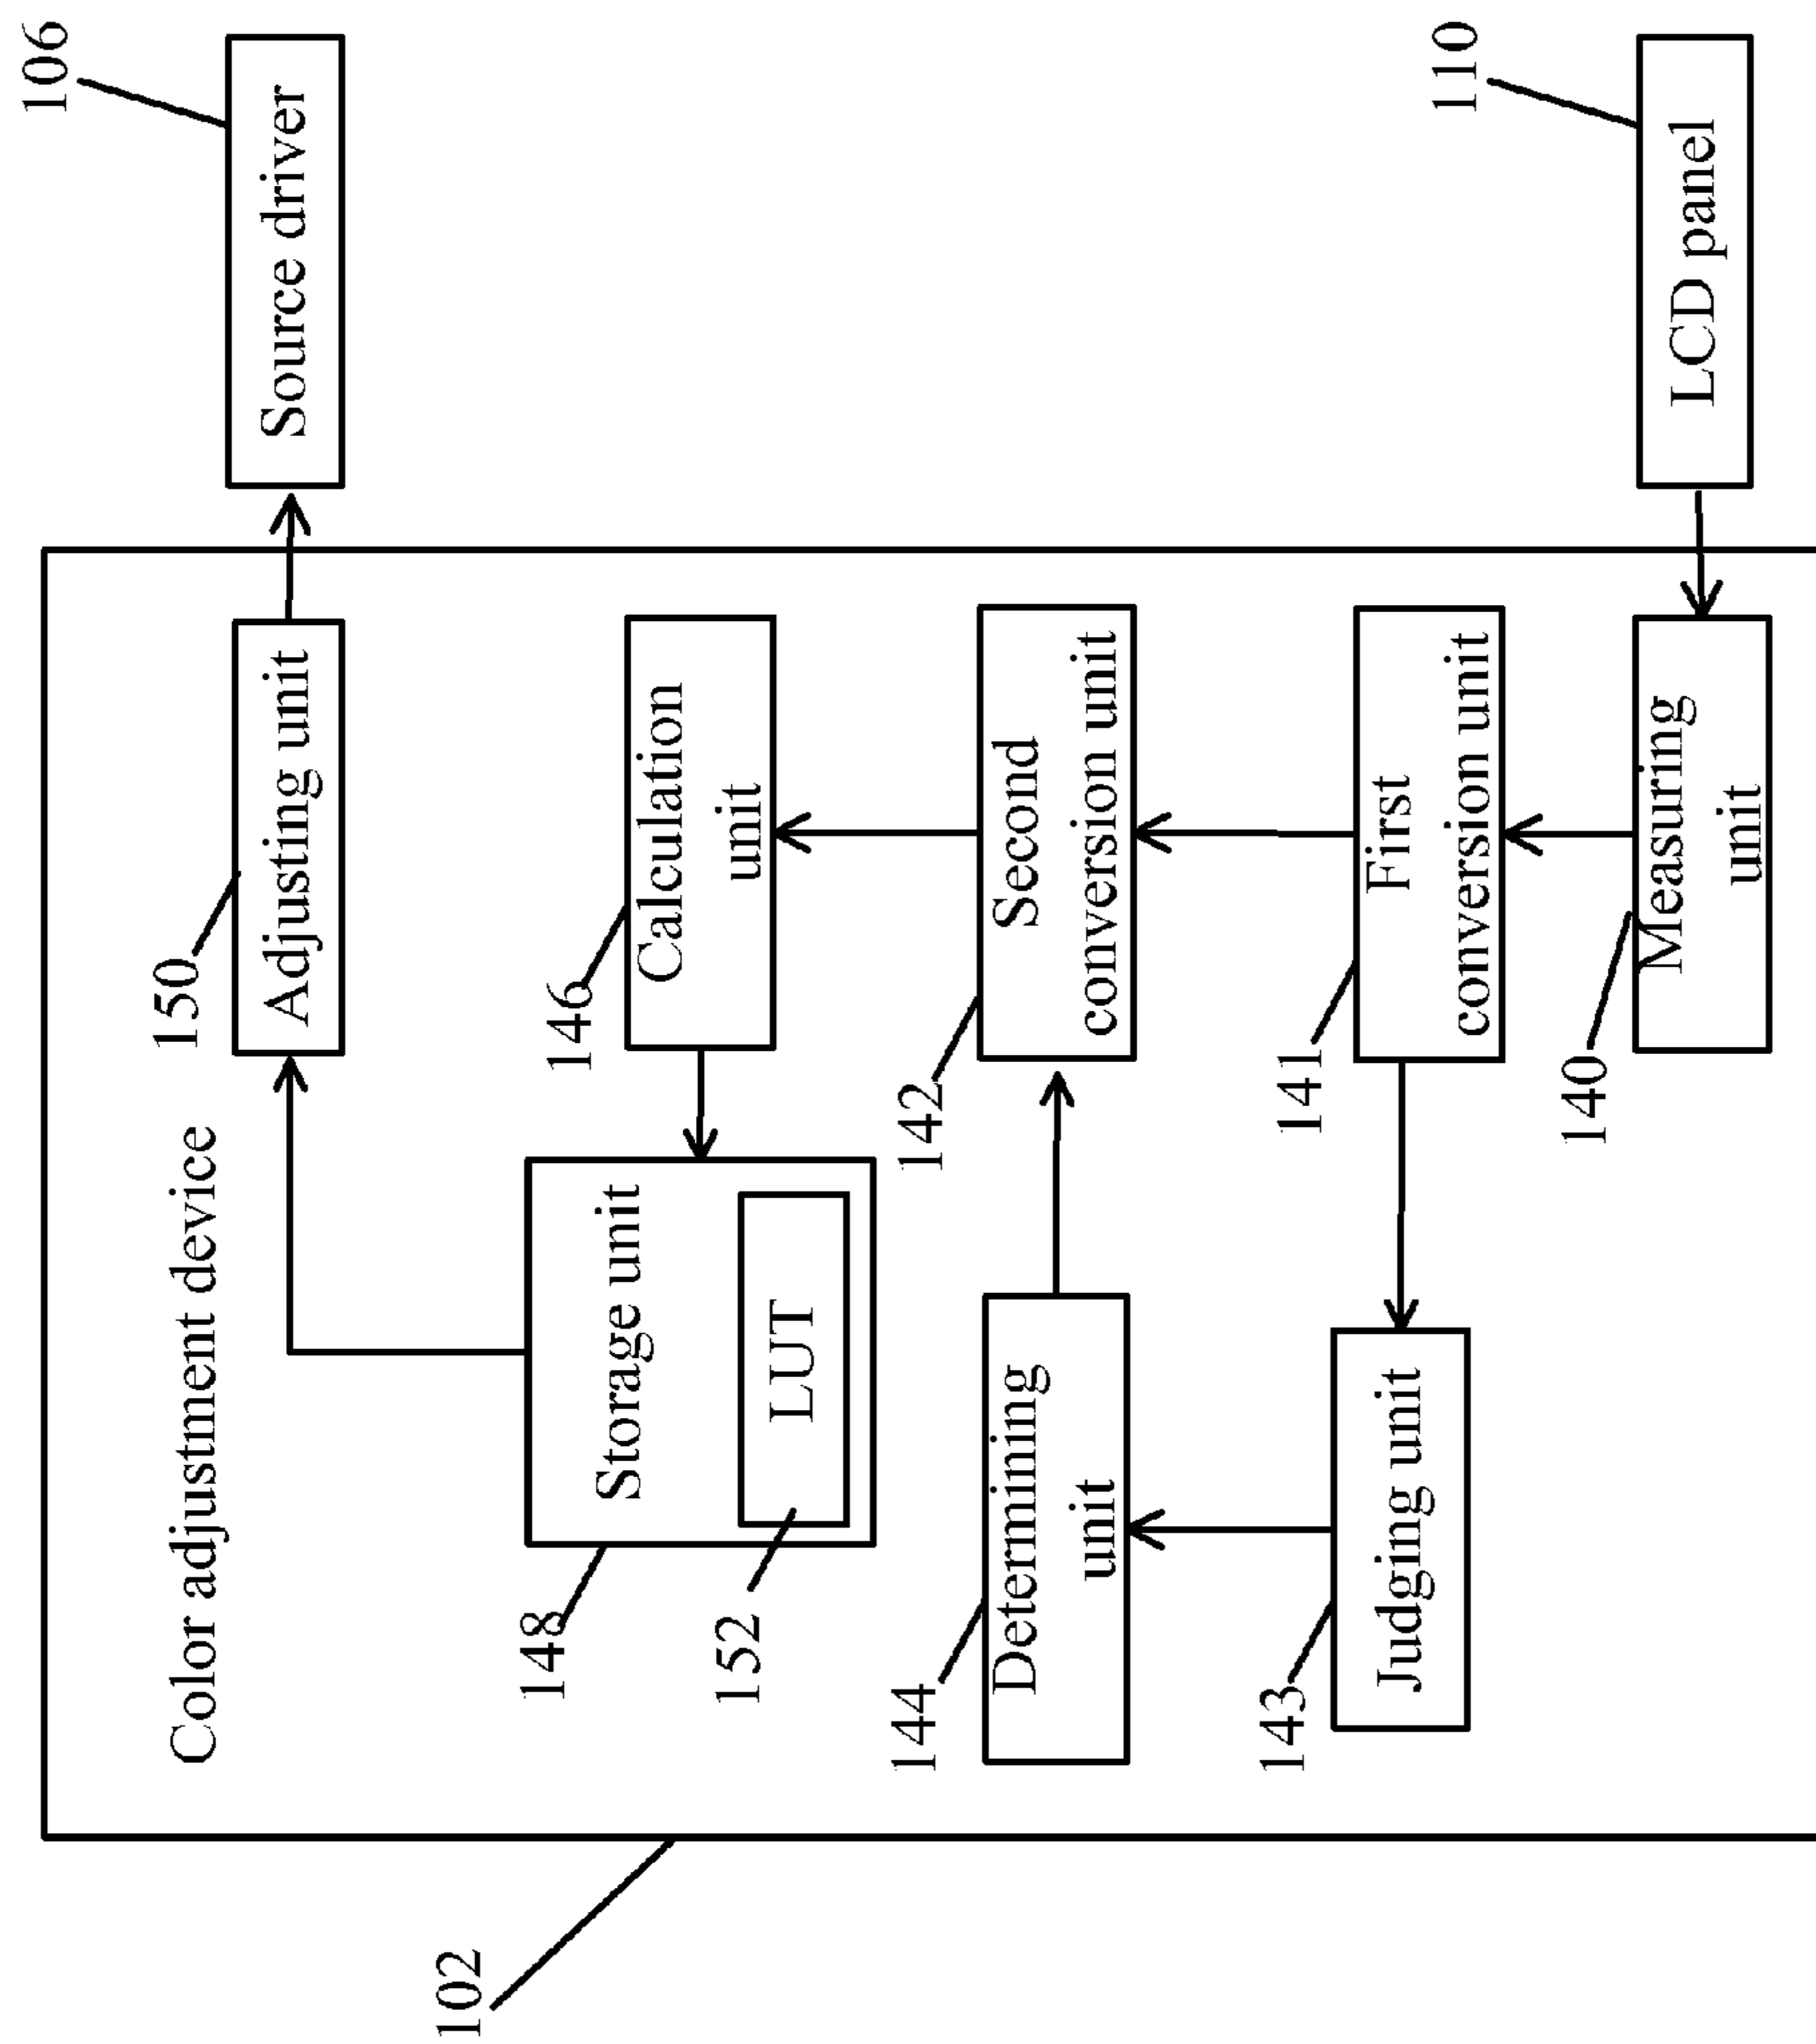 106
Source driver
110
LCD panel
Color adjustment device
150
Adjusting unit
146
Calculation
unit
142
Second
conversion unit
141
First
conversion unit
140
Measuring
unit
148
Storage unit
152
LUT
144
Determining
unit
143
Judging unit
102